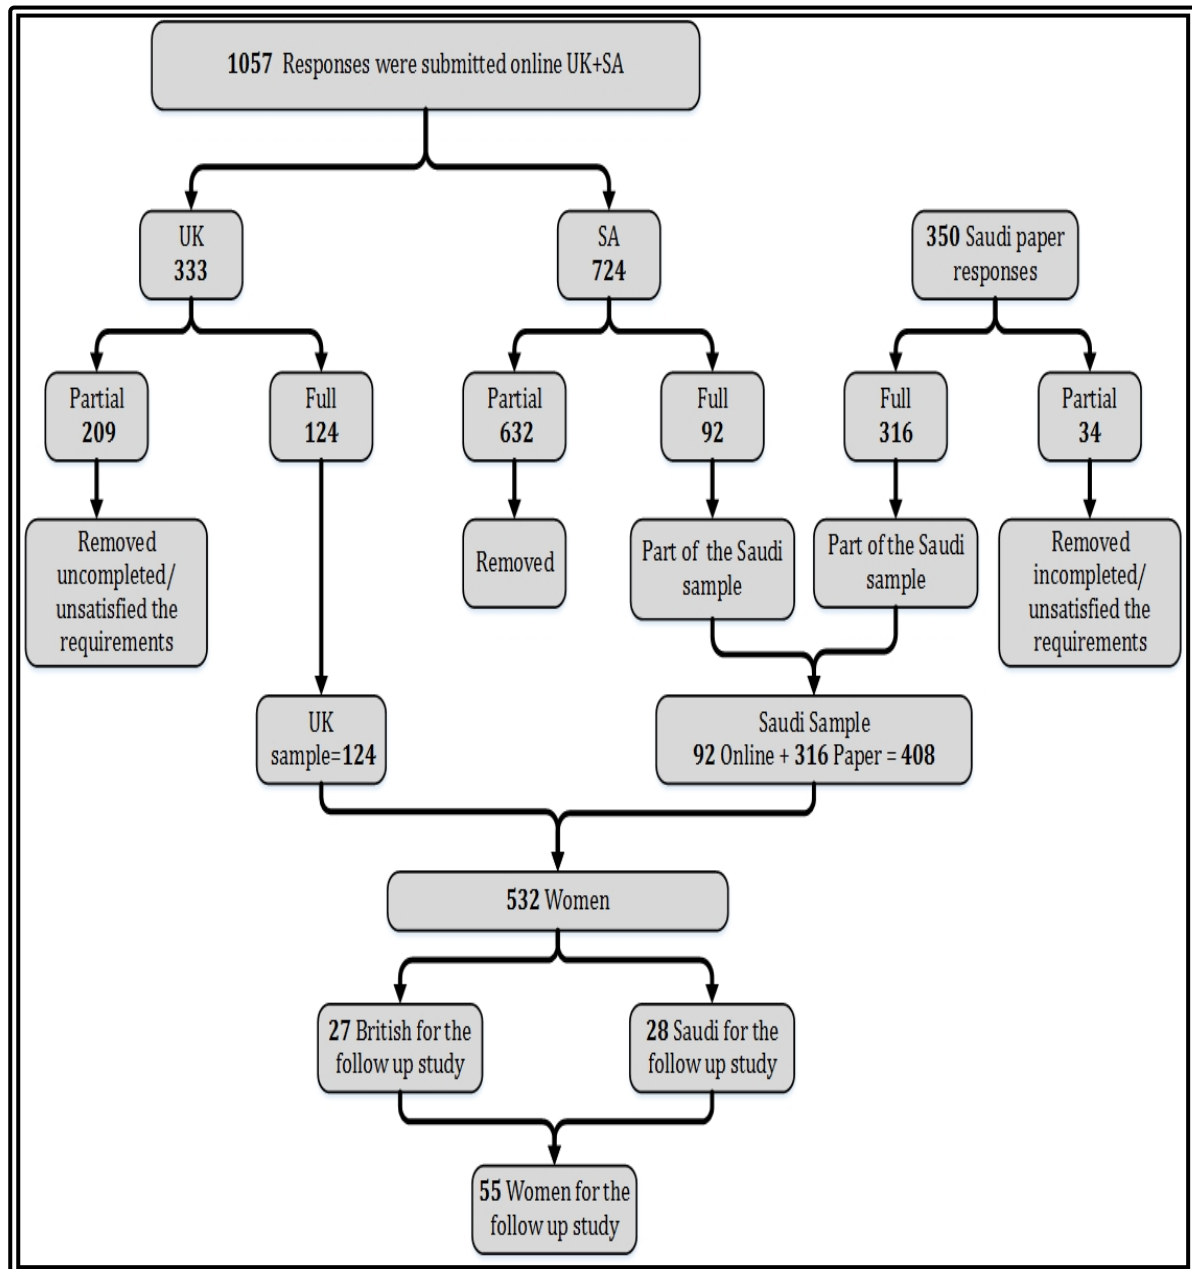 1057 Responses were submitted online UK+SA
UK
333
SA
724
350 Saudi paper
responses
Partial
209
Full
124
Partial
632
Full
92
Full
316
Partial
34
Removed
uncompleted/
unsatisfied the
requirements
Removed
Part of the Saudi
sample
Part of the Saudi
sample
Removed
incompleted/
unsatisfied the
requirements
UK
sample=124
Saudi Sample
92 Online + 316 Paper = 408
532 Women
27 British for the
follow up study
28 Saudi for the
follow up study
55 Women for the
follow up study